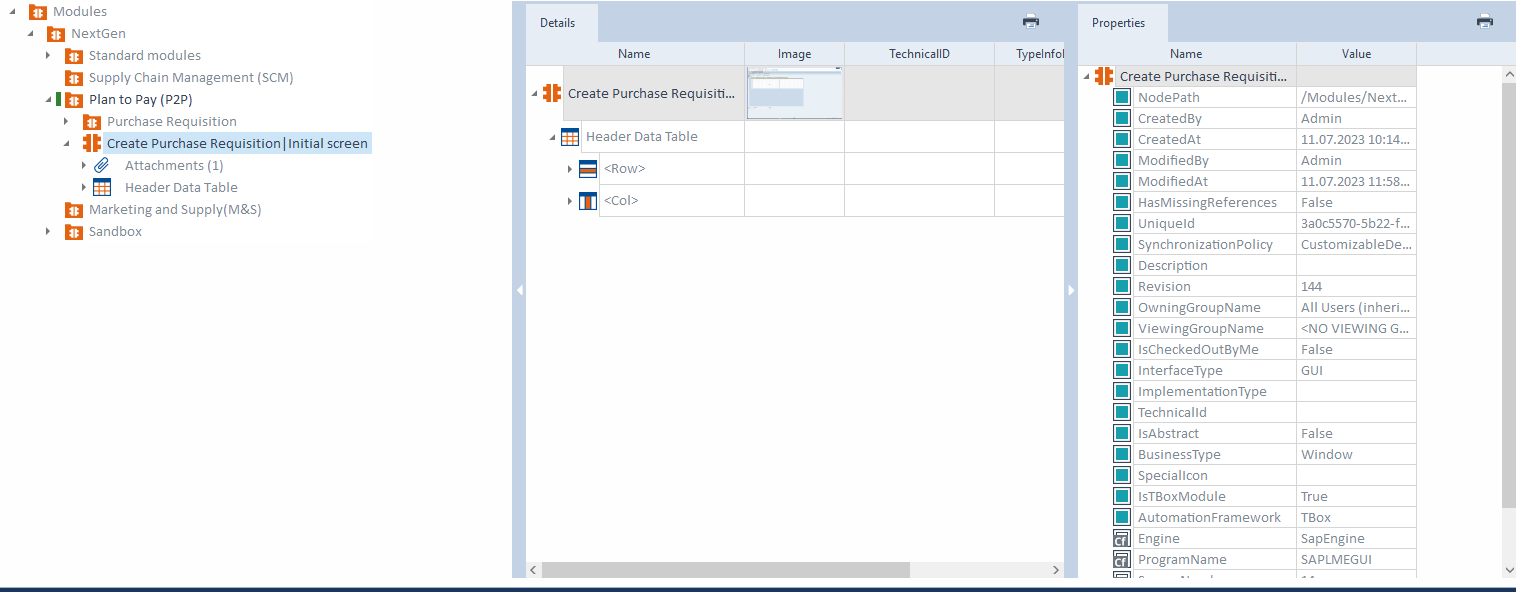 Modules
NextGen
Standard modules
Supply Chain Management (SCM)
Plan to Pay (P2P)
Purchase Requisition
Create Purchase Requisition|Initial screen
Attachments (1)
Header Data Table
Marketing and Supply(M&S)
Sandbox
Details
Name Image TechnicalID TypeInfo
Create Purchase Requisiti...
Header Data Table
<Row>
<Col>
Properties
Name Value
Create Purchase Requisiti...
NodePath /Modules/Next...
CreatedBy Admin
CreatedAt 11.07.2023 10:14...
ModifiedBy Admin
ModifiedAt 11.07.2023 11:58...
HasMissingReferences False
UniqueId 3a0c5570-5b22-f...
SynchronizationPolicy CustomizableDe...
Description
Revision 144
OwningGroupName All Users (inheri...
ViewingGroupName <NO VIEWING G...
IsCheckedOutByMe False
InterfaceType GUI
ImplementationType
TechnicalId
IsAbstract False
BusinessType Window
SpecialIcon
IsTBoxModule True
AutomationFramework TBox
Engine SapEngine
ProgramName SAPLMEGUI